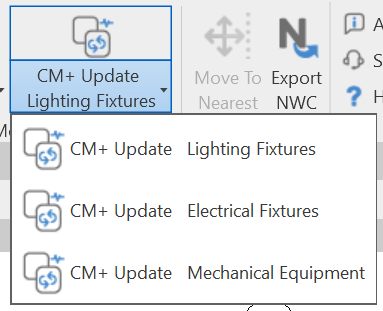 CM+ Update
Lighting Fixtures
Move To
Nearest
Export
NWC
CM+ Update Lighting Fixtures
CM+ Update Electrical Fixtures
CM+ Update Mechanical Equipment